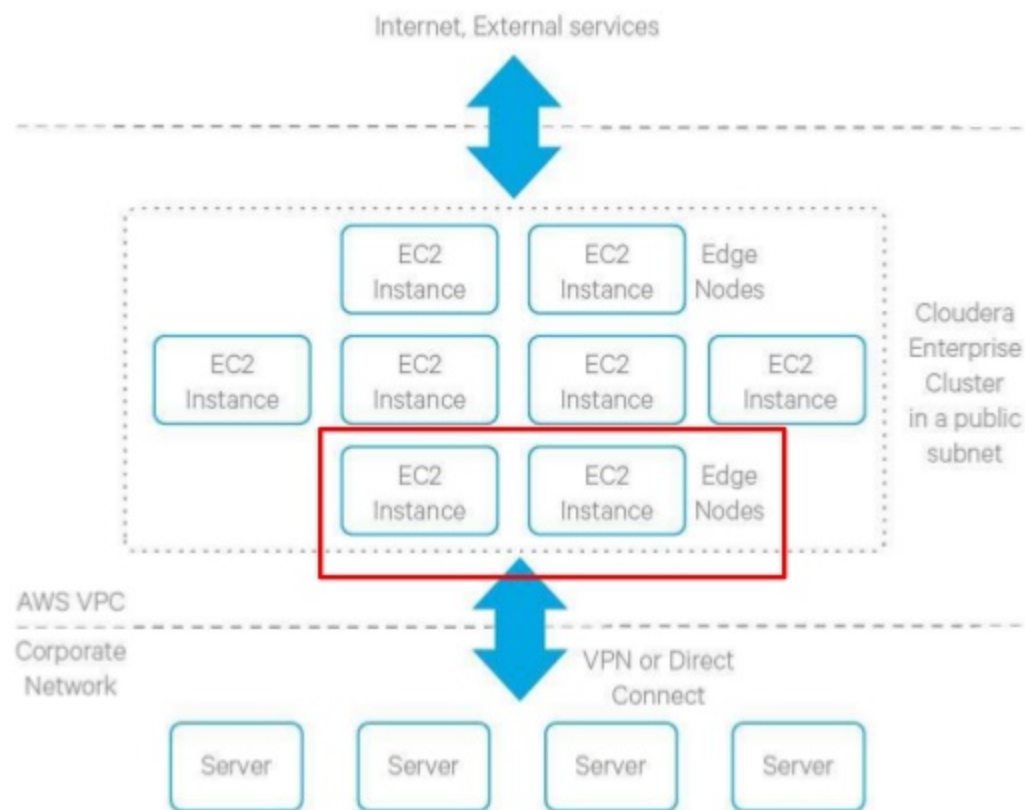 Internet, External services
EC2
Instance
EC2
Instance
Edge
Nodes
EC2
Instance
EC2
Instance
EC2
Instance
EC2
Instance
Cloudera
Enterprise
Cluster
in a public
subnet
EC2
Instance
EC2
Instance
Edge
Nodes
AWS VPC
Corporate
Network
VPN or Direct
Connect
Server
Server
Server
Server